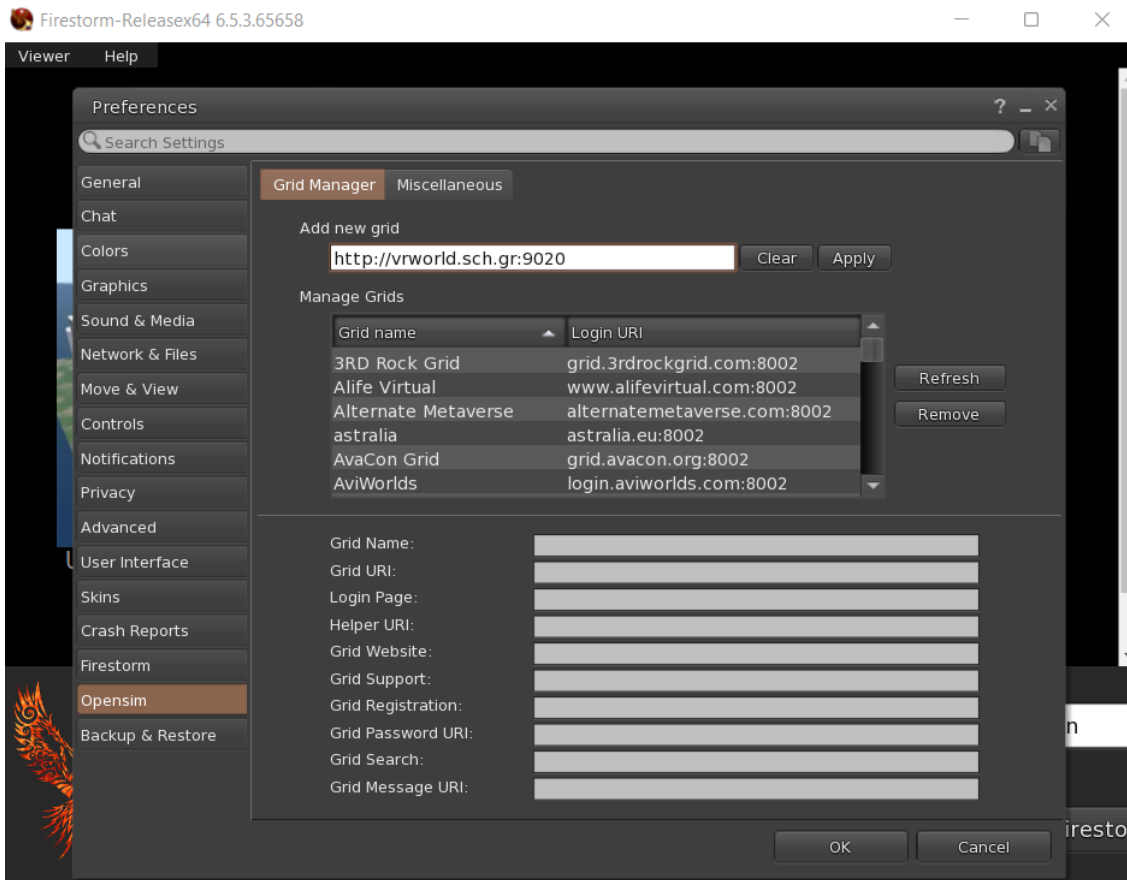 Firestorm-Releasex64 6.5.3.65658
Viewer Help
Preferences ?
Search Settings
General
Chat
Colors
Graphics
Sound & Media
Network & Files
Move & View
Controls
Notifications
Privacy
Advanced
User Interface
Skins
Crash Reports
Firestorm
Opensim
Backup & Restore
Grid Manager Miscellaneous
Add new grid
http://vrworld.sch.gr:9020 Clear Apply
Manage Grids
Grid name Login URI
3RD Rock Grid grid.3rdrockgrid.com:8002
Alife Virtual www.alifevirtual.com:8002
Alternate Metaverse alternatemetaverse.com:8002
astralia astralia.eu:8002
AvaCon Grid grid.avacon.org:8002
AviWorlds login.aviworlds.com:8002
Refresh
Remove
Grid Name:
Grid URI:
Login Page:
Helper URI:
Grid Website:
Grid Support:
Grid Registration:
Grid Password URI:
Grid Search:
Grid Message URI:
OK Cancel